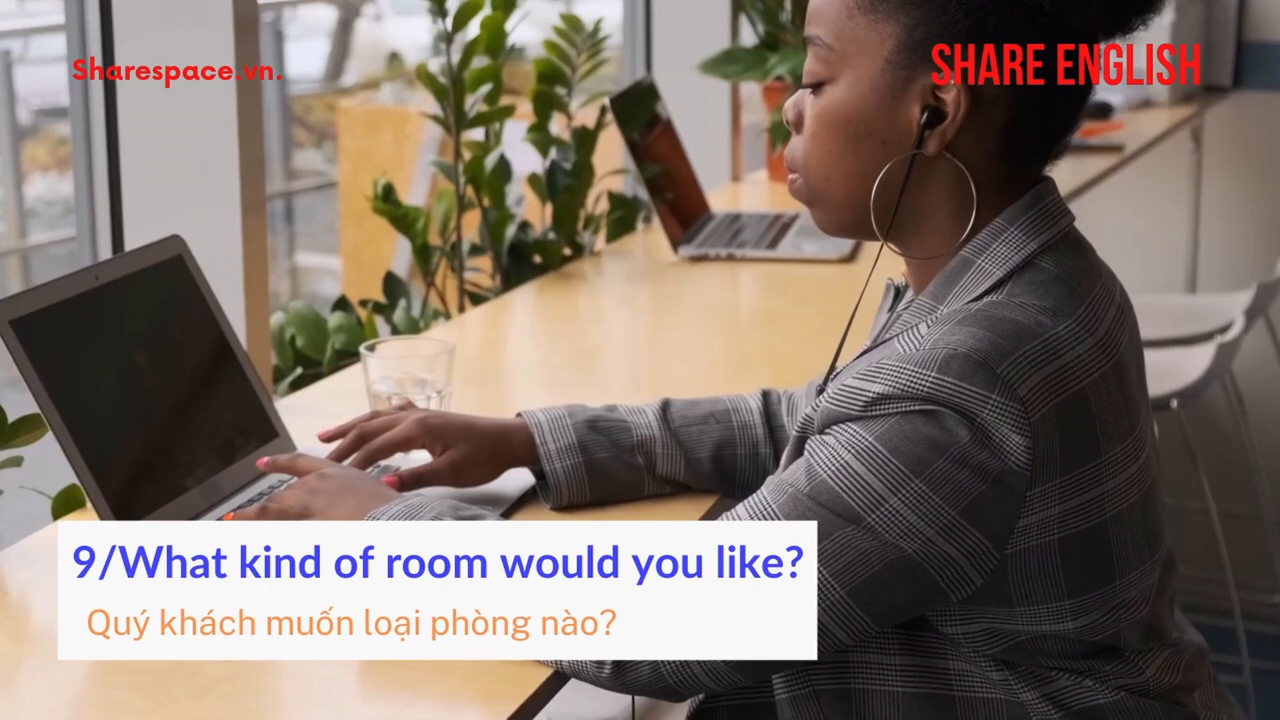 Sharespace.vn.
SHARE ENGLISH
9/What kind of room would you like?
Quý khách muốn loại phòng nào?